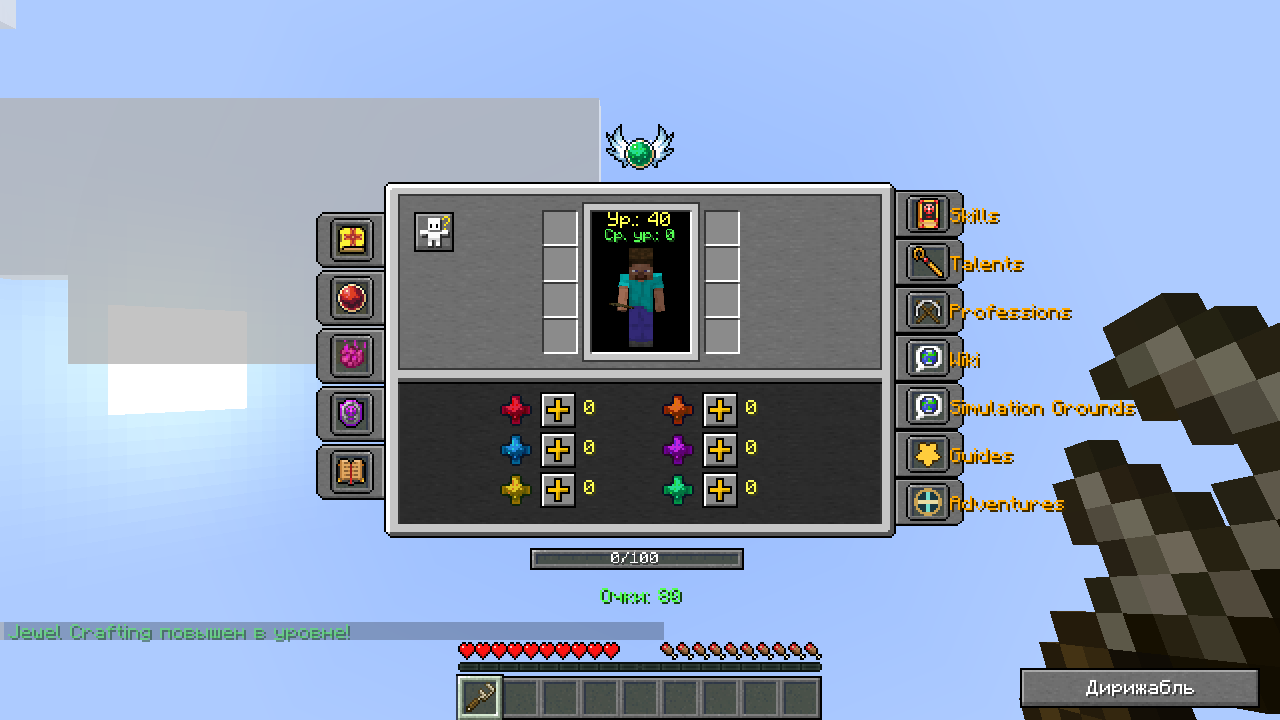 Ур.: 40
Ср. ур.: 0
Skills
Talents
Professions
Wiki
Simulation Grounds
Guides
Adventures
0 0
0 0
0 0
0/100
Очки: 80
Jewel Crafting повышен в уровне!
Дирижабль